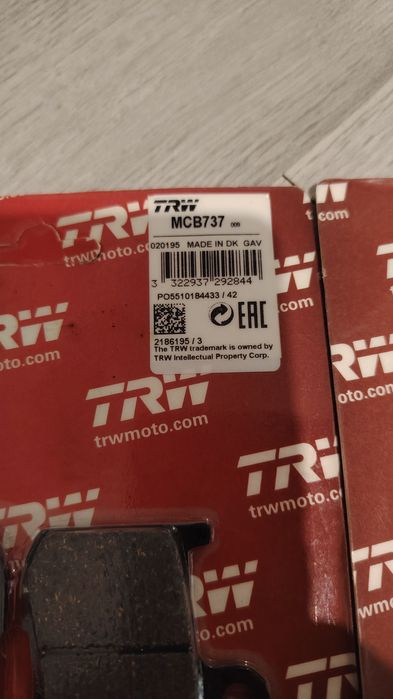 TRW
MCB737 009
020195 MADE IN DK GAV
3 322937 292844
PO5510184433 / 42
EAC
2186195 / 3
The TRW trademark is owned by
TRW Intellectual Property Corp.
TRW
trwmoto.com
TRW
trwmoto.com
TRW
trwmoto.com
TRW
trwmoto.com